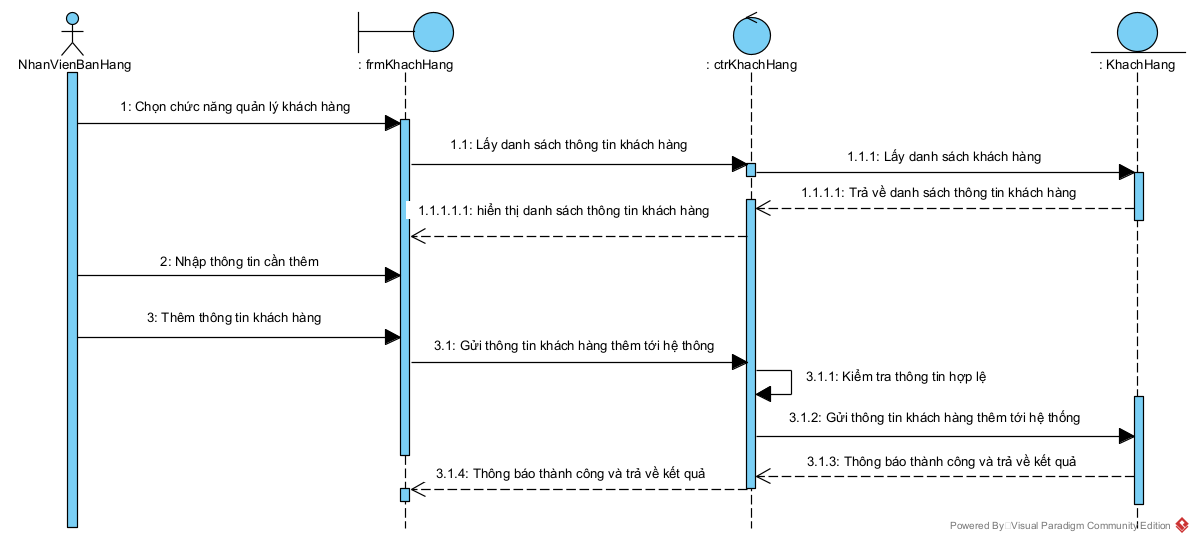 NhanVienBanHang
: frmKhachHang
: ctrKhachHang
: KhachHang
1: Chọn chức năng quản lý khách hàng
1.1: Lấy danh sách thông tin khách hàng
1.1.1: Lấy danh sách khách hàng
1.1.1.1: Trả về danh sách thông tin khách hàng
1.1.1.1.1: hiển thị danh sách thông tin khách hàng
2: Nhập thông tin cần thêm
3: Thêm thông tin khách hàng
3.1: Gửi thông tin khách hàng thêm tới hệ thông
3.1.1: Kiểm tra thông tin hợp lệ
3.1.2: Gửi thông tin khách hàng thêm tới hệ thống
3.1.3: Thông báo thành công và trả về kết quả
3.1.4: Thông báo thành công và trả về kết quả
Powered By Visual Paradigm Community Edition